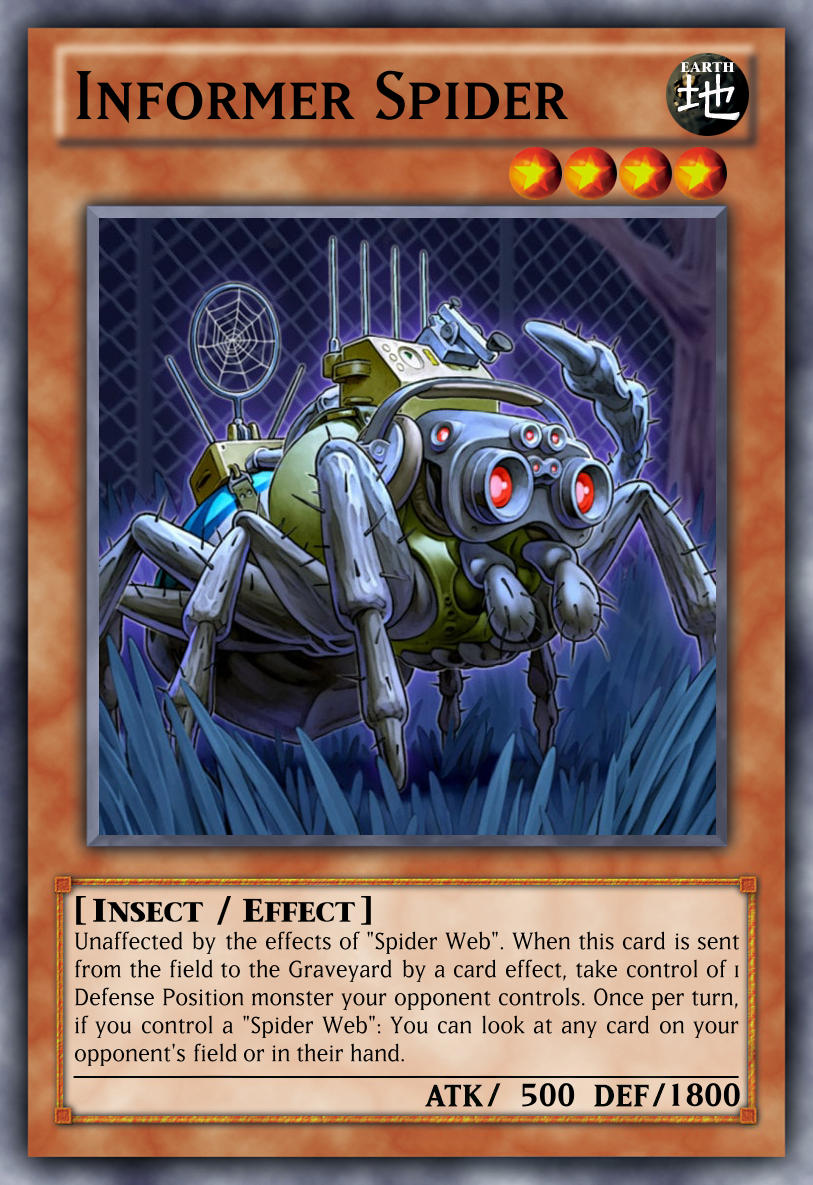 Informer Spider
EARTH
地
[ Insect / Effect ]
Unaffected by the effects of "Spider Web". When this card is sent
from the field to the Graveyard by a card effect, take control of 1
Defense Position monster your opponent controls. Once per turn,
if you control a "Spider Web": You can look at any card on your
opponent's field or in their hand.
ATK/ 500 DEF/1800